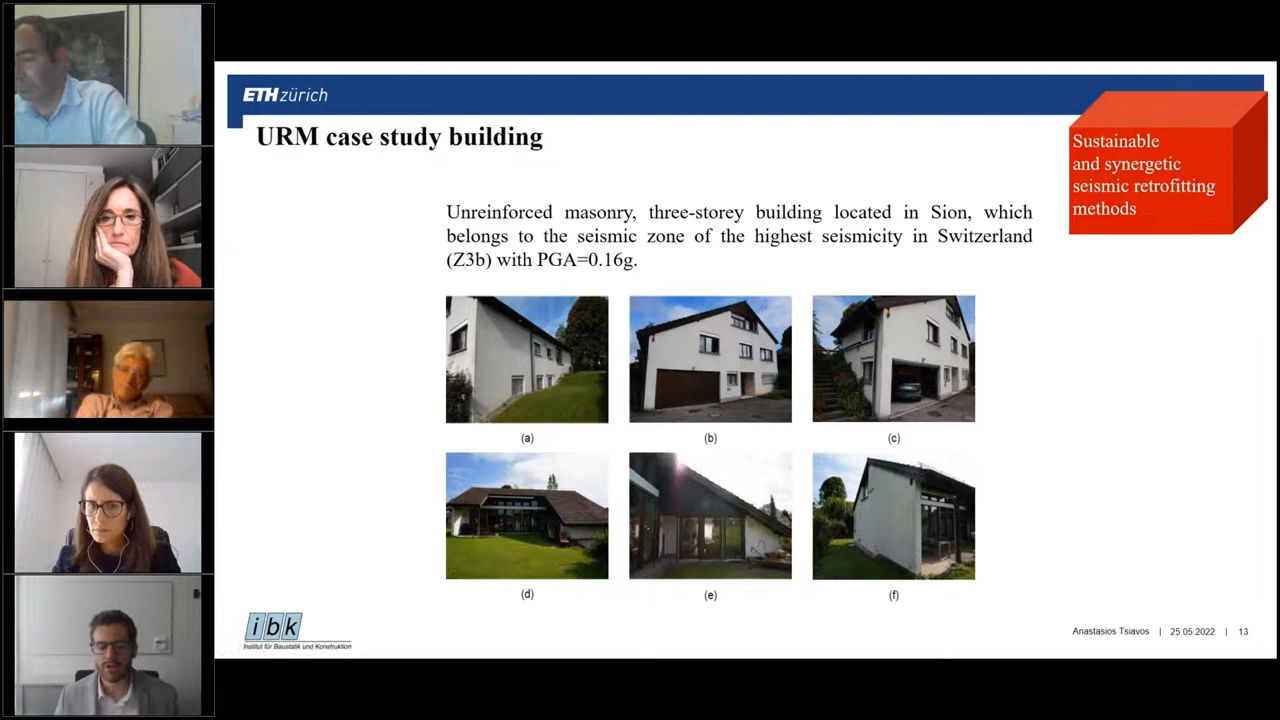 ETH zürich
URM case study building
Sustainable
and synergetic
seismic retrofitting
methods
Unreinforced masonry, three-storey building located in Sion, which
belongs to the seismic zone of the highest seismicity in Switzerland
(Z3b) with PGA=0.16g.
(a) (b) (c)
(d) (e) (f)
ibk
Institut für Baustatik und Konstruktion
Anastasios Tsiavos | 25.05.2022 | 13